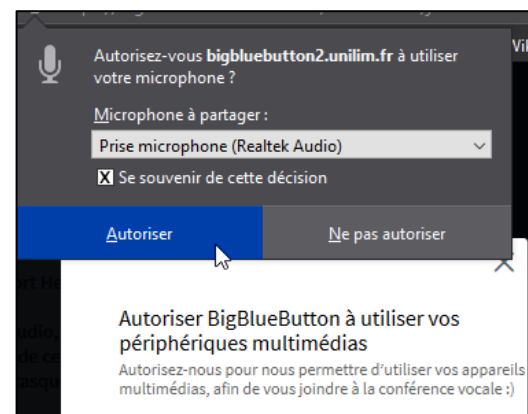 Autorisez-vous bigbluebutton2.unilim.fr à utiliser
votre microphone ?
Microphone à partager :
Prise microphone (Realtek Audio)
X Se souvenir de cette décision
Autoriser
Ne pas autoriser
Autoriser BigBlueButton à utiliser vos
périphériques multimédias
Autorisez-nous pour nous permettre d'utiliser vos appareils
multimédias, afin de vous joindre à la conférence vocale :)